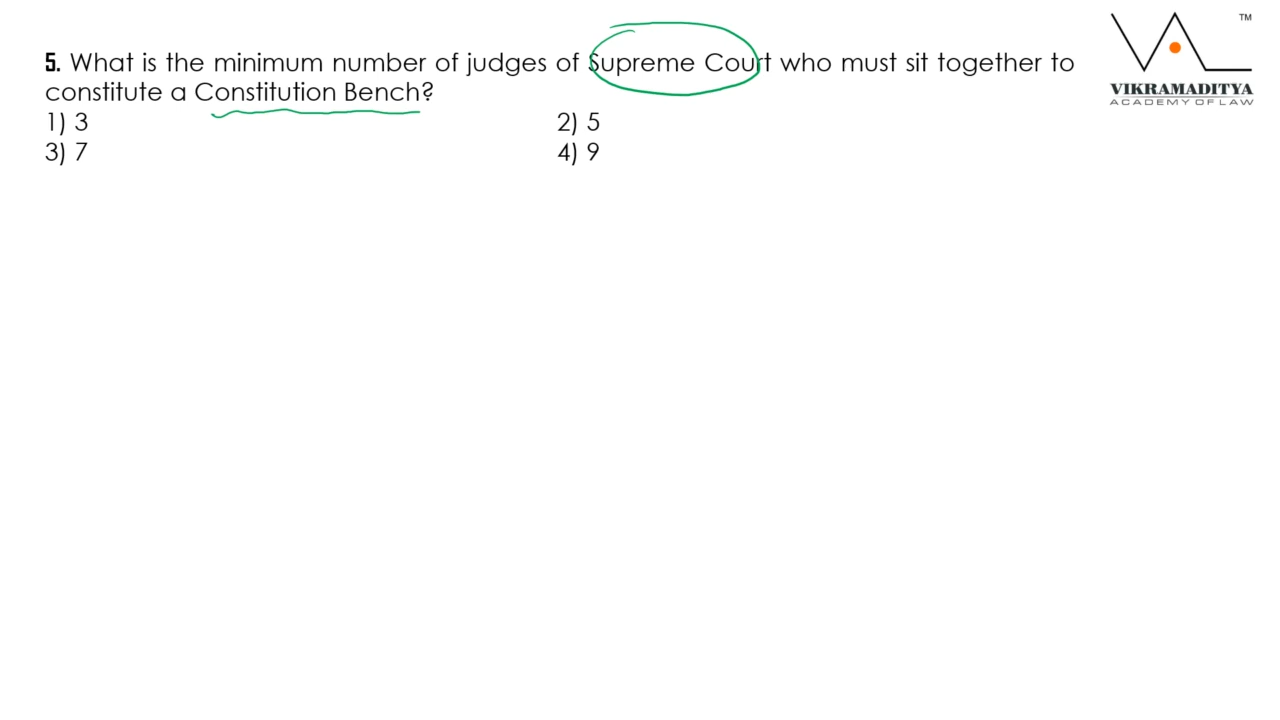 5. What is the minimum number of judges of Supreme Court who must sit together to
constitute a Constitution Bench?
1) 3 2) 5
3) 7 4) 9
TM
VIKRAMADITYA
ACADEMY OF LAW